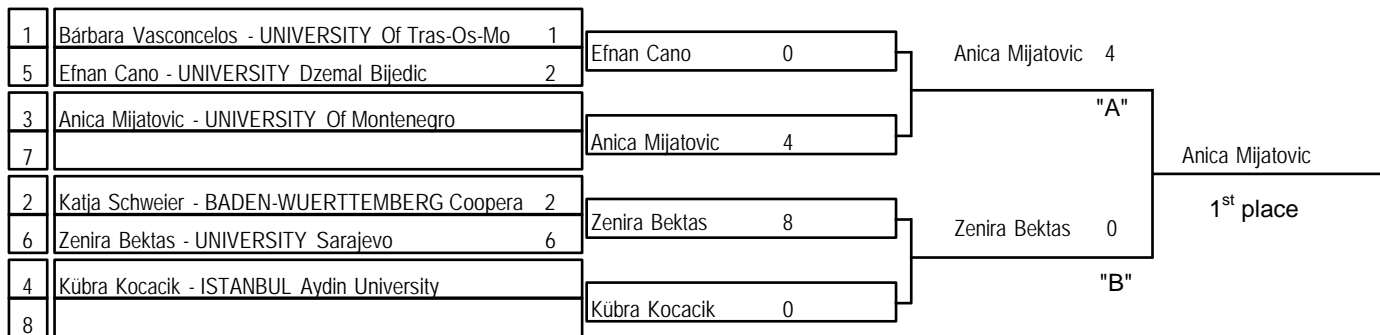 1 Bárbara Vasconcelos - UNIVERSITY Of Tras-Os-Mo 1
5 Efnan Cano - UNIVERSITY Dzemal Bijedic 2
3 Anica Mijatovic - UNIVERSITY Of Montenegro
7
2 Katja Schweier - BADEN-WUERTTEMBERG Coopera 2
6 Zenira Bektas - UNIVERSITY Sarajevo 6
4 Kübra Kocacik - ISTANBUL Aydin University
8
Efnan Cano 0
Anica Mijatovic 4
Zenira Bektas 8
Kübra Kocacik 0
Anica Mijatovic 4
"A"
Zenira Bektas 0
"B"
Anica Mijatovic
1st place